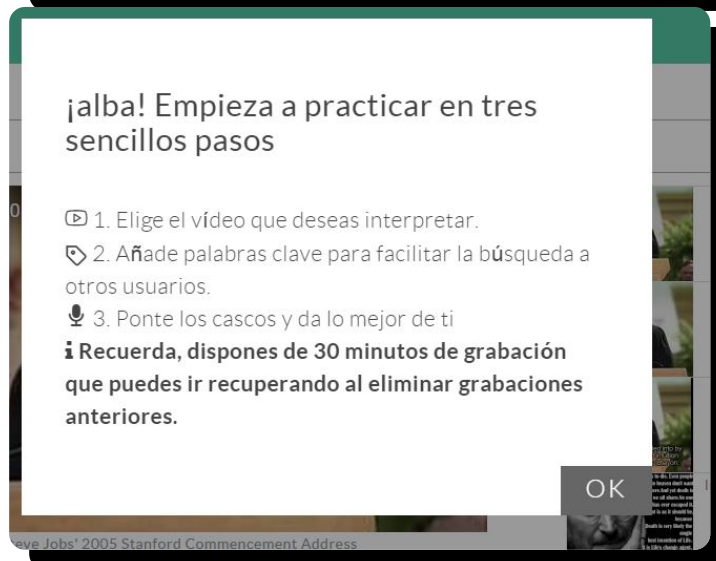 ¡alba! Empieza a practicar en tres
sencillos pasos
1. Elige el vídeo que deseas interpretar.
2. Añade palabras clave para facilitar la búsqueda a
otros usuarios.
3. Ponte los cascos y da lo mejor de ti
i Recuerda, dispones de 30 minutos de grabación
que puedes ir recuperando al eliminar grabaciones
anteriores.
OK
eve Jobs' 2005 Stanford Commencement Address